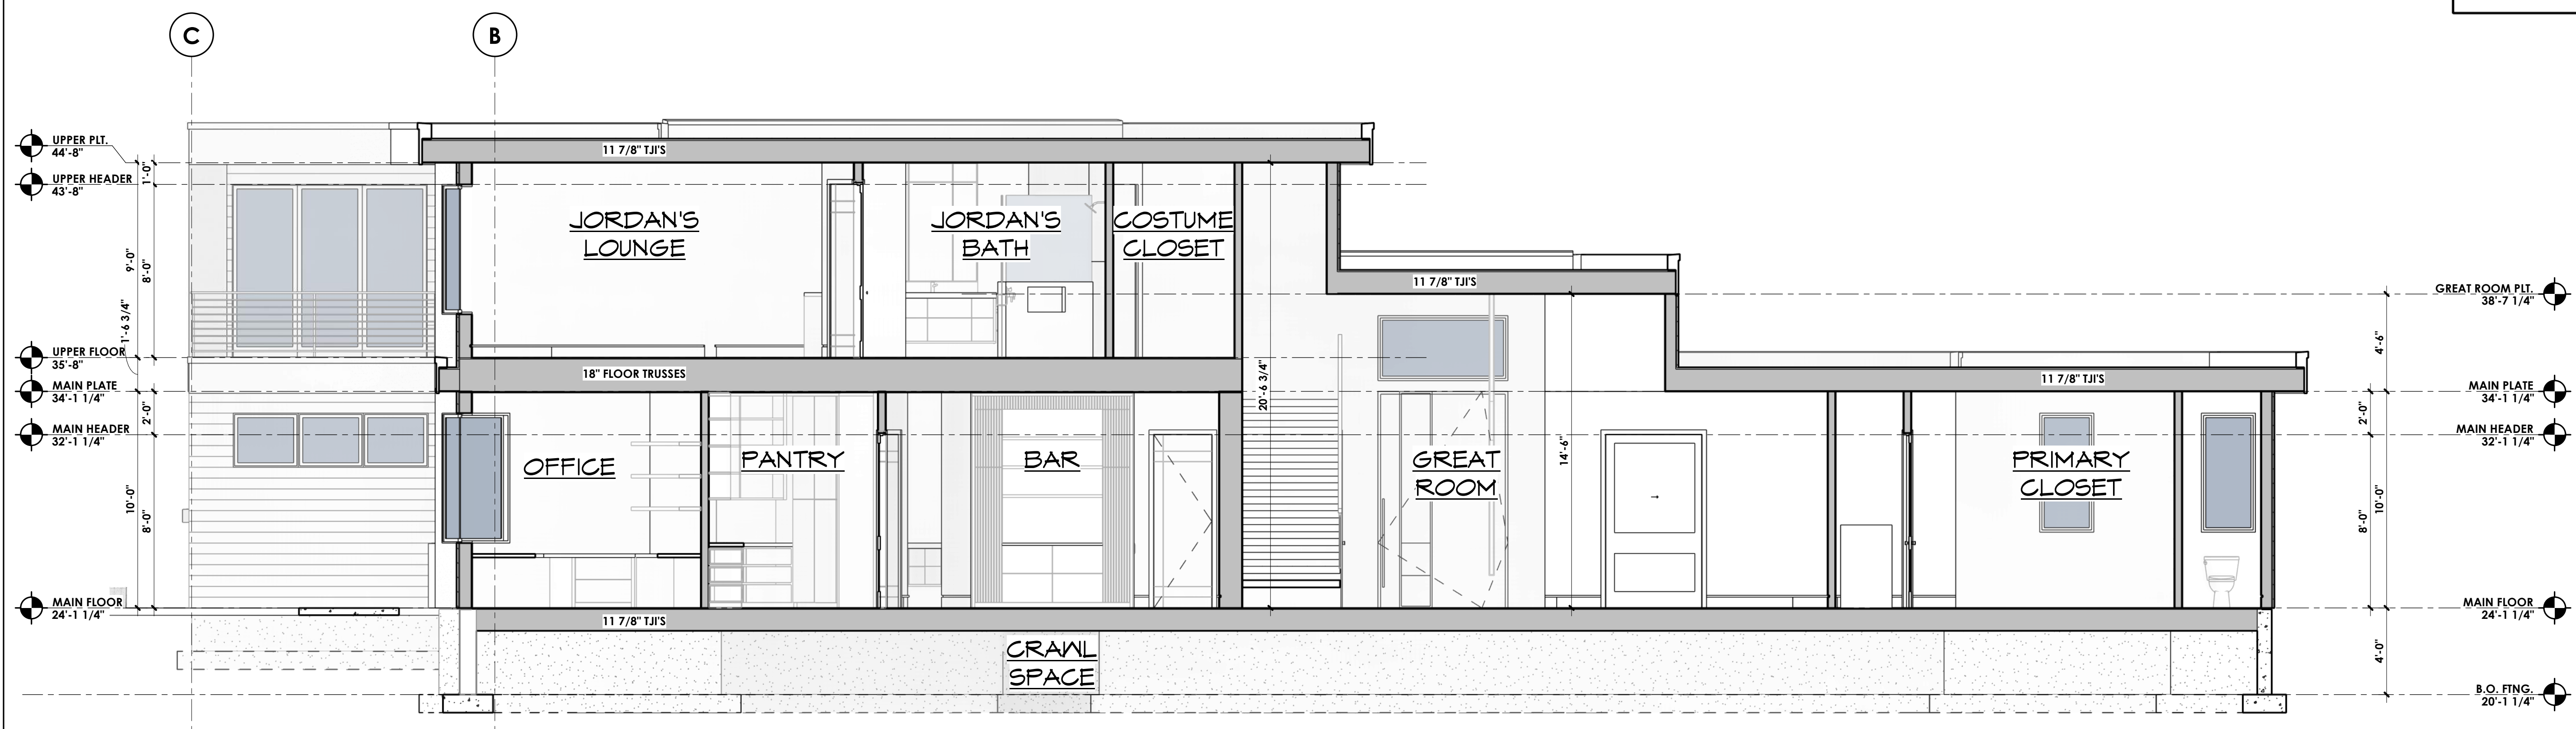 C
B
UPPER PLT.
44'-8"
UPPER HEADER
43'-8"
UPPER FLOOR
35'-8"
MAIN PLATE
34'-1 1/4"
MAIN HEADER
32'-1 1/4"
MAIN FLOOR
24'-1 1/4"
1'-0"
9'-0"
8'-0"
1'-6 3/4"
2'-0"
10'-0"
8'-0"
11 7/8" TJI'S
JORDAN'S
LOUNGE
JORDAN'S
BATH
COSTUME
CLOSET
18" FLOOR TRUSSES
OFFICE
PANTRY
BAR
20'-6 3/4"
11 7/8" TJI'S
GREAT
ROOM
14'-6"
11 7/8" TJI'S
PRIMARY
CLOSET
11 7/8" TJI'S
CRAWL
SPACE
4'-6"
2'-0"
10'-0"
8'-0"
4'-0"
GREAT ROOM PLT.
38'-7 1/4"
MAIN PLATE
34'-1 1/4"
MAIN HEADER
32'-1 1/4"
MAIN FLOOR
24'-1 1/4"
B.O. FTNG.
20'-1 1/4"